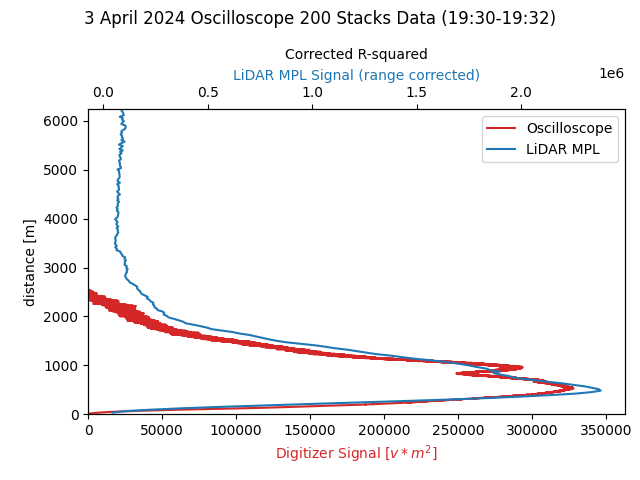 3 April 2024 Oscilloscope 200 Stacks Data (19:30-19:32)
Corrected R-squared
LiDAR MPL Signal (range corrected)
1e6
0.0 0.5 1.0 1.5 2.0
Oscilloscope
LiDAR MPL
6000
5000
4000
3000
2000
1000
0
distance [m]
0 50000 100000 150000 200000 250000 300000 350000
Digitizer Signal [v * m²]